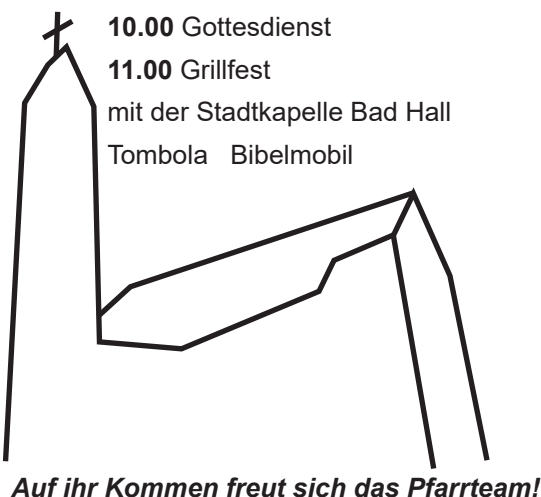 10.00 Gottesdienst
11.00 Grillfest
mit der Stadtkapelle Bad Hall
Tombola Bibelmobil
Auf ihr Kommen freut sich das Pfarrteam!